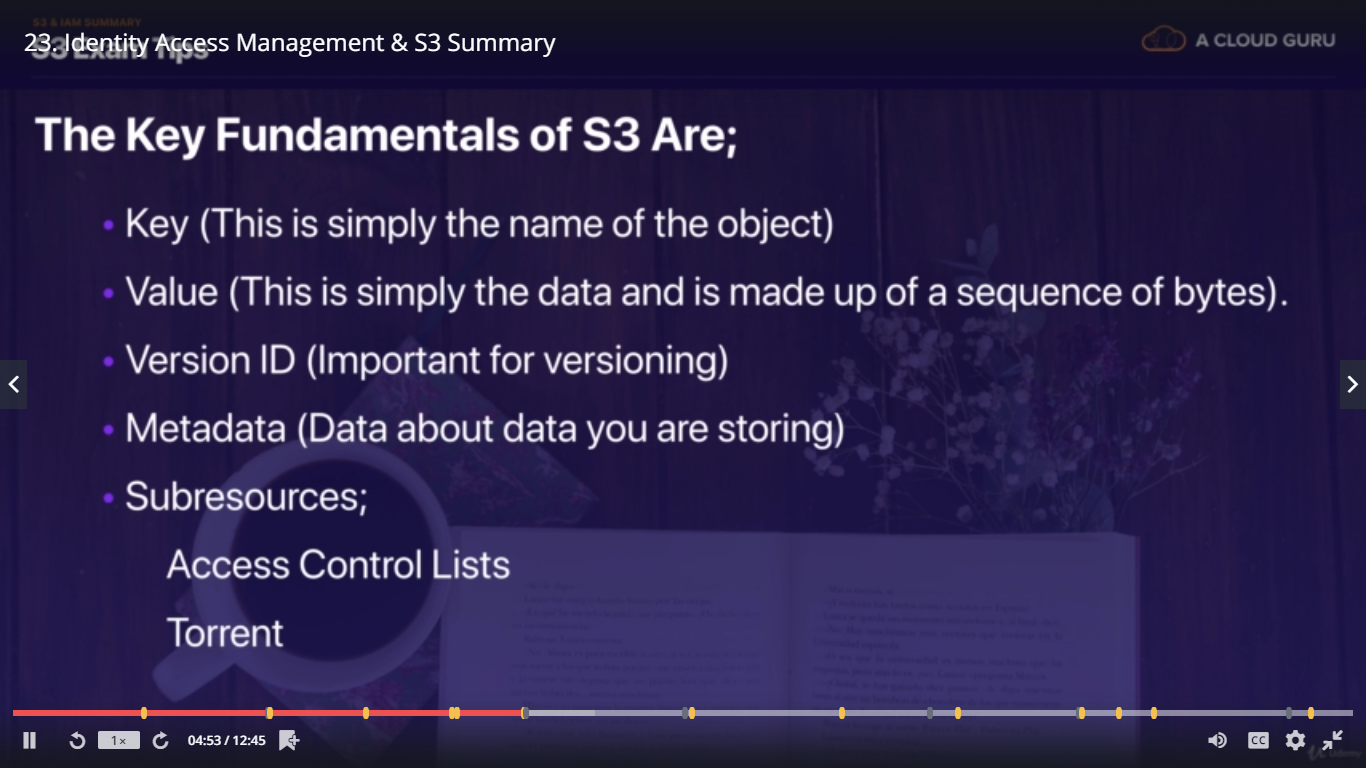 S3 & IAM SUMMARY
23. Identity Access Management & S3 Summary
S3 Exam Tips
A CLOUD GURU
The Key Fundamentals of S3 Are;
• Key (This is simply the name of the object)
• Value (This is simply the data and is made up of a sequence of bytes).
• Version ID (Important for versioning)
• Metadata (Data about data you are storing)
• Subresources;
Access Control Lists
Torrent
1×
04:53 / 12:45
CC